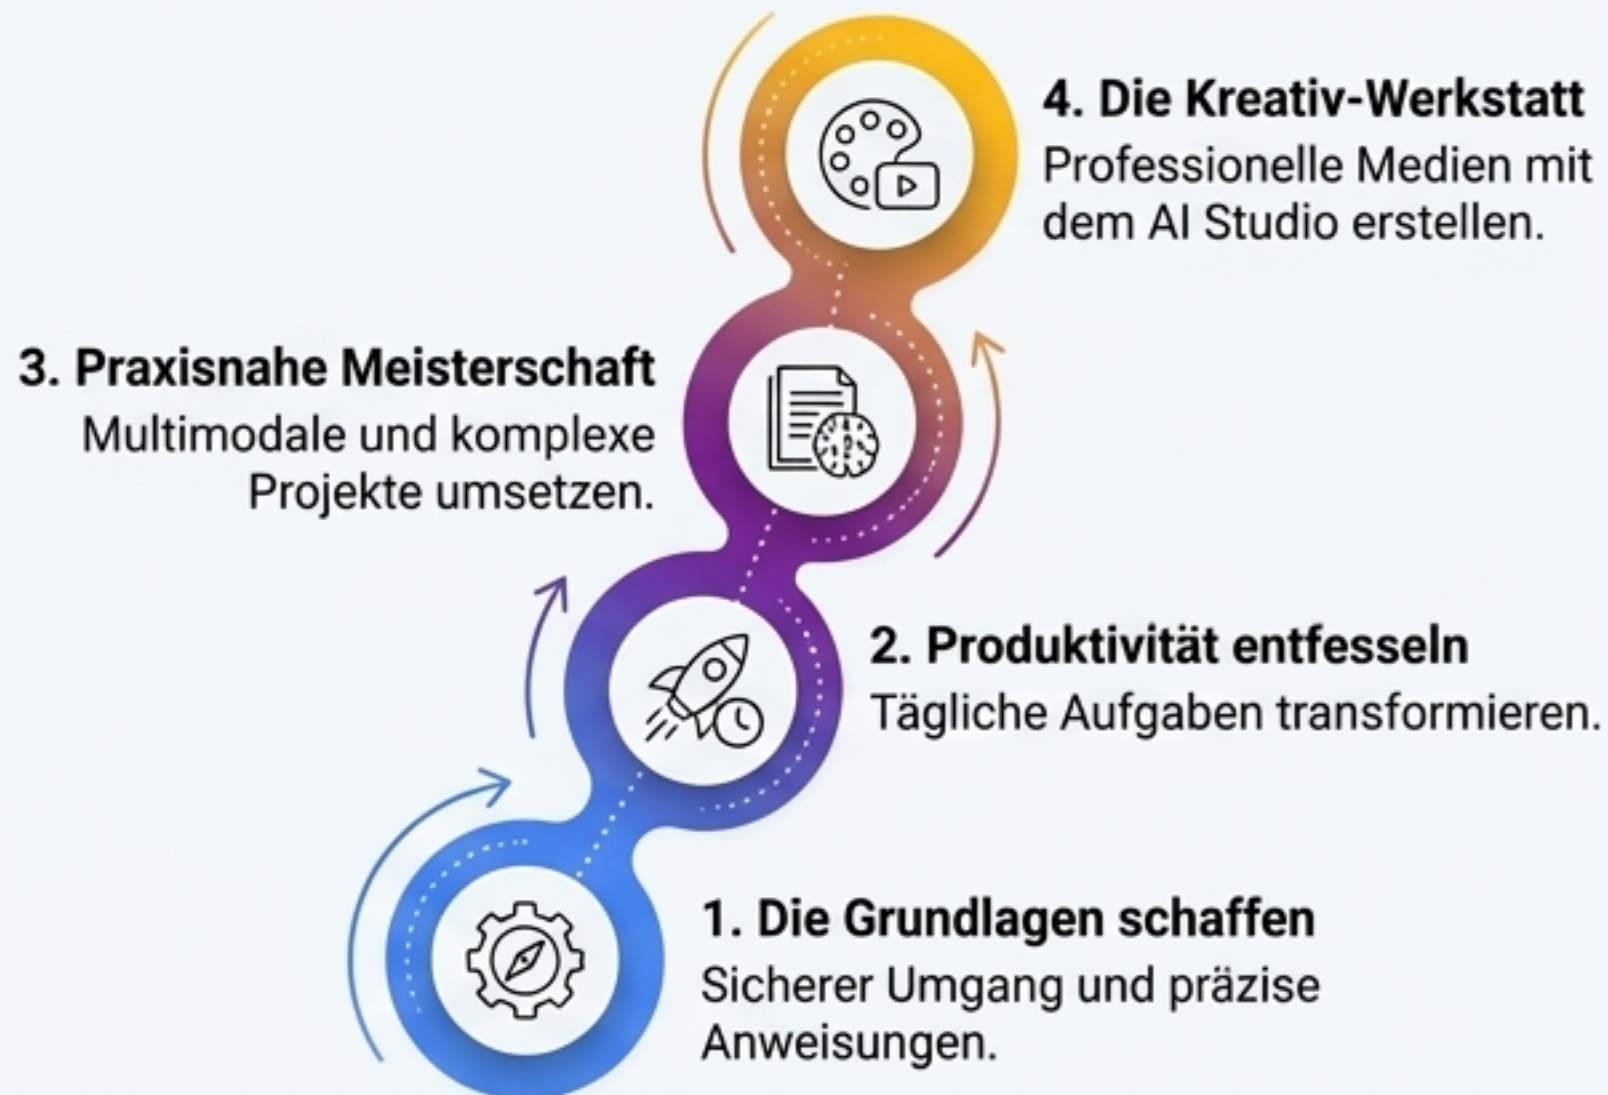 4. Die Kreativ-Werkstatt
Professionelle Medien mit
dem AI Studio erstellen.
3. Praxisnahe Meisterschaft
Multimodale und komplexe
Projekte umsetzen.
2. Produktivität entfesseln
Tägliche Aufgaben transformieren.
1. Die Grundlagen schaffen
Sicherer Umgang und präzise
Anweisungen.